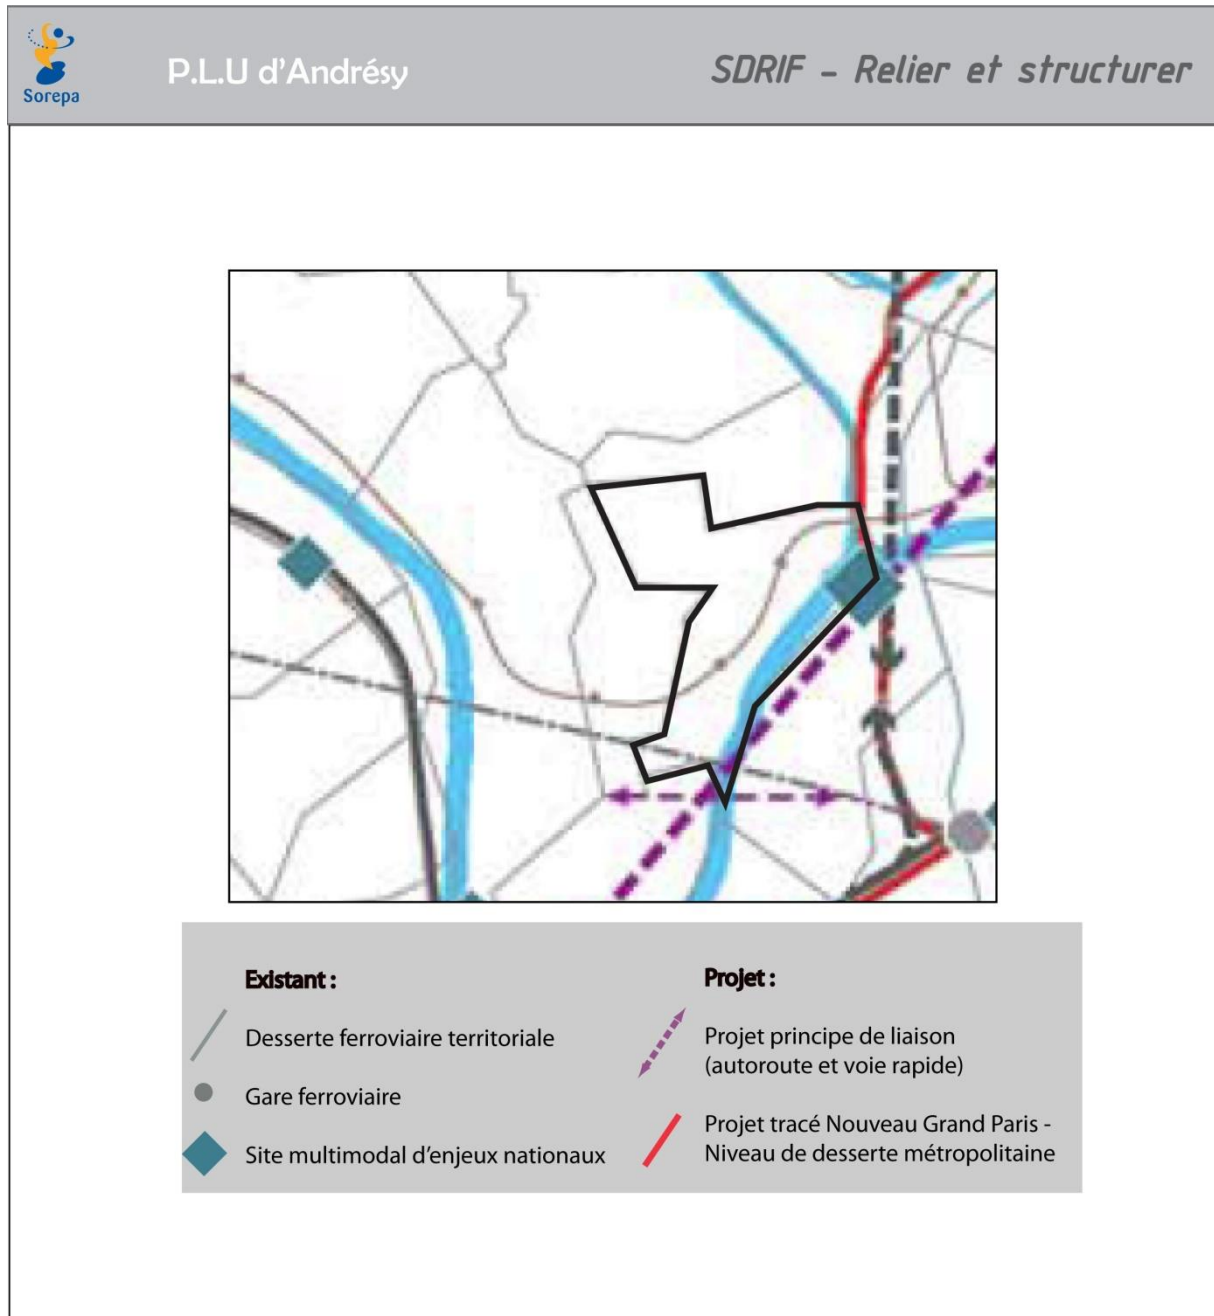 Sorepa
P.L.U d'Andrésy
SDRIF - Relier et structurer
Existant :
Desserte ferroviaire territoriale
Gare ferroviaire
Site multimodal d'enjeux nationaux
Projet :
Projet principe de liaison
(autoroute et voie rapide)
Projet tracé Nouveau Grand Paris -
Niveau de desserte métropolitaine